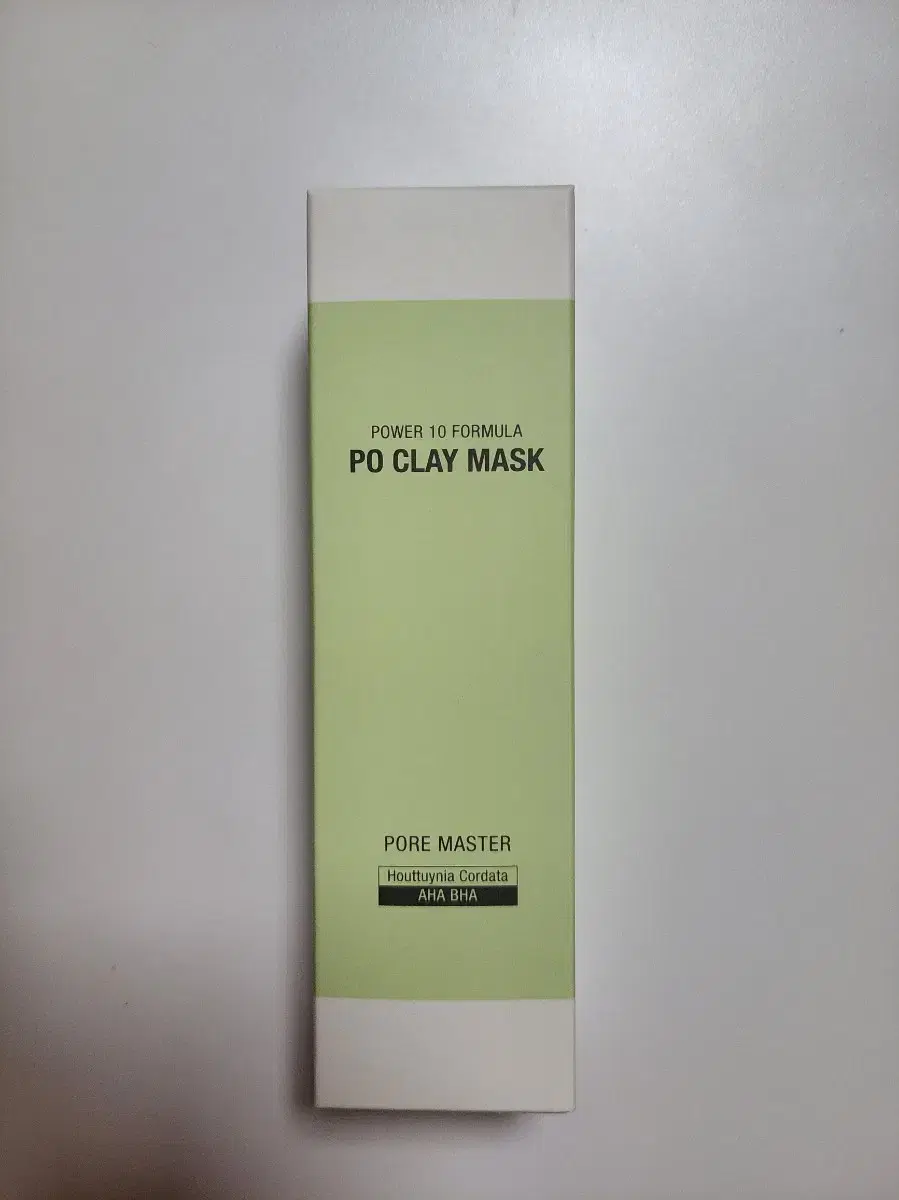 POWER 10 FORMULA
PO CLAY MASK
PORE MASTER
Houttuynia Cordata
AHA BHA